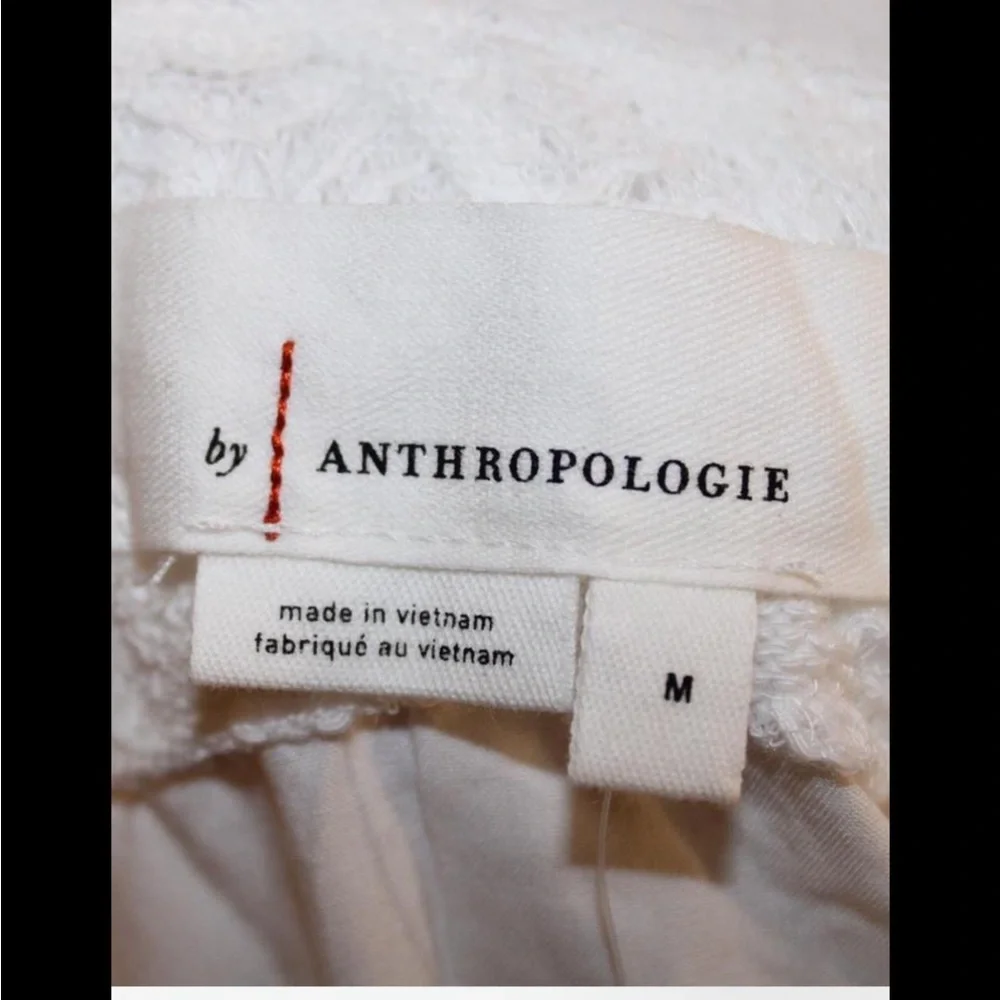 by ANTHROPOLOGIE
made in vietnam
fabriqué au vietnam
M